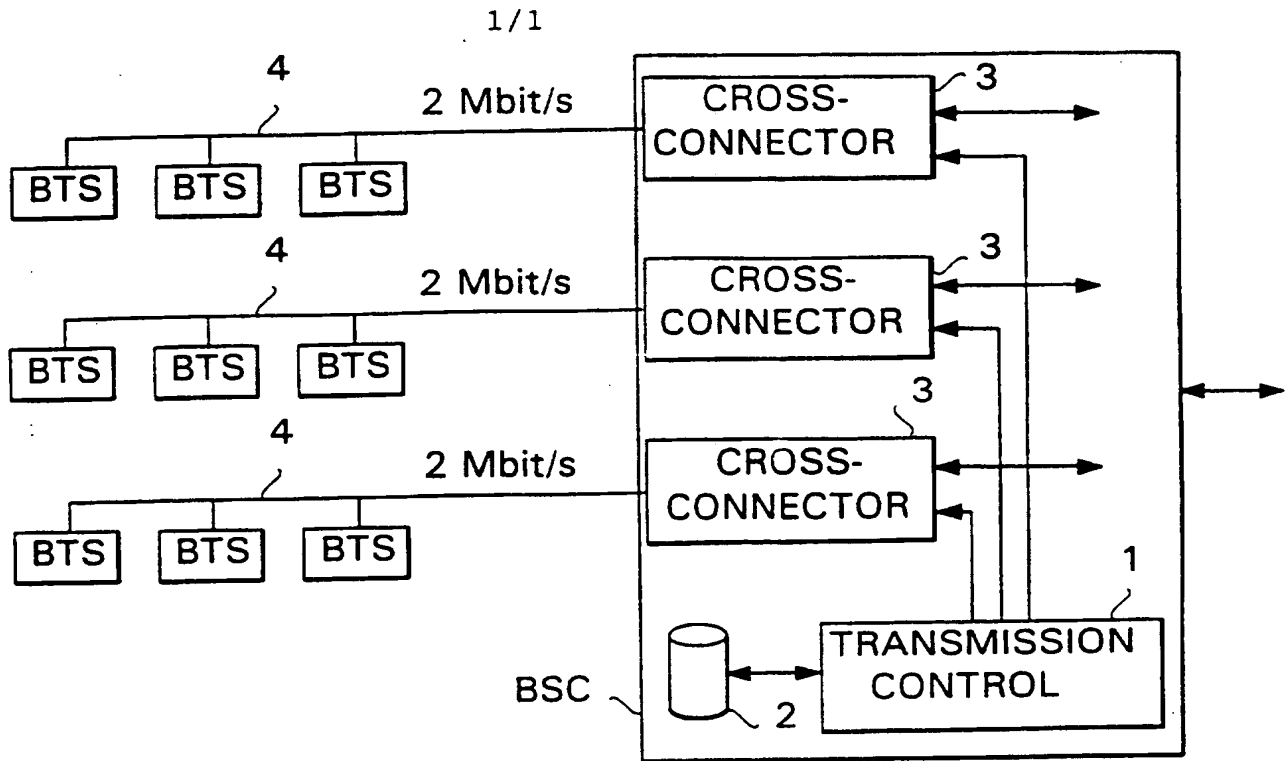 1/1
4
2 Mbit/s
CROSS-
CONNECTOR
3
BTS BTS BTS
4
2 Mbit/s
CROSS-
CONNECTOR
3
BTS BTS BTS
4
2 Mbit/s
CROSS-
CONNECTOR
3
BTS BTS BTS
1
TRANSMISSION
CONTROL
BSC
2